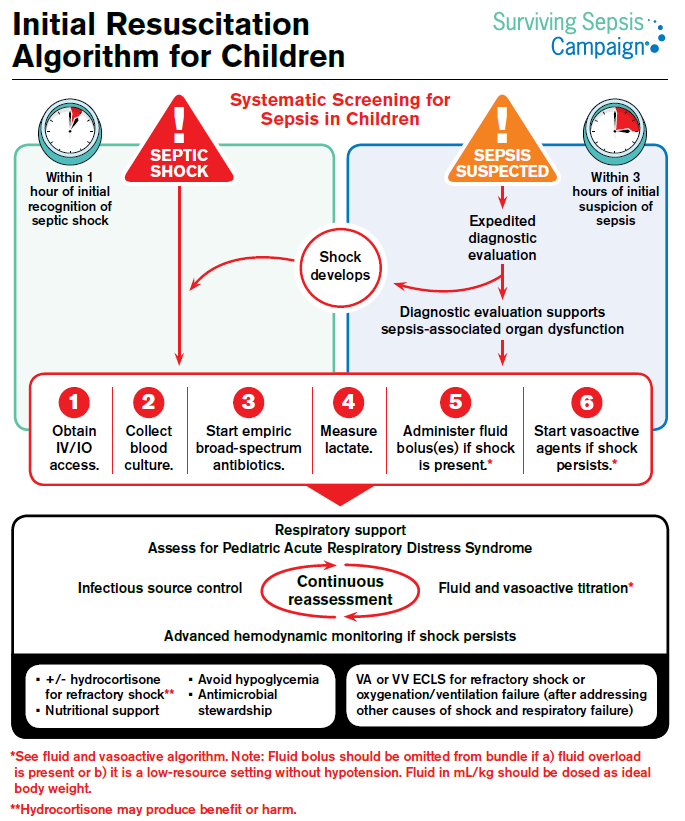 Initial Resuscitation
Algorithm for Children
Surviving Sepsis
Campaign
Systematic Screening for
Sepsis in Children
!
SEPTIC
SHOCK
!
SEPSIS
SUSPECTED
Within 1
hour of initial
recognition of
septic shock
Within 3
hours of initial
suspicion of
sepsis
Expedited
diagnostic
evaluation
Shock
develops
Diagnostic evaluation supports
sepsis-associated organ dysfunction
1
Obtain
IV/IO
access.
2
Collect
blood
culture.
3
Start empiric
broad-spectrum
antibiotics.
4
Measure
lactate.
5
Administer fluid
bolus(es) if shock
is present.*
6
Start vasoactive
agents if shock
persists.*
Respiratory support
Assess for Pediatric Acute Respiratory Distress Syndrome
Infectious source control
Continuous
reassessment
Fluid and vasoactive titration*
Advanced hemodynamic monitoring if shock persists
▪ +/- hydrocortisone
for refractory shock**
▪ Nutritional support
▪ Avoid hypoglycemia
▪ Antimicrobial
stewardship
VA or VV ECLS for refractory shock or
oxygenation/ventilation failure (after addressing
other causes of shock and respiratory failure)
*See fluid and vasoactive algorithm. Note: Fluid bolus should be omitted from bundle if a) fluid overload
is present or b) it is a low-resource setting without hypotension. Fluid in mL/kg should be dosed as ideal
body weight.
**Hydrocortisone may produce benefit or harm.